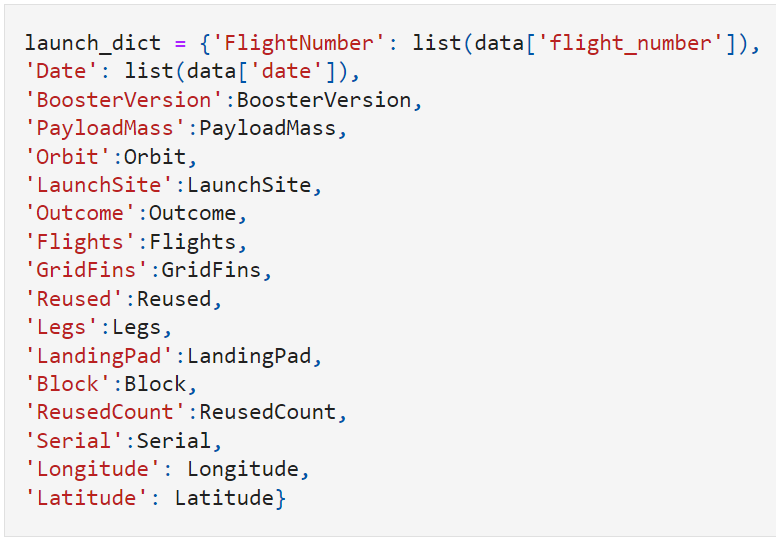 launch_dict = {'FlightNumber': list(data['flight_number']),
'Date': list(data['date']),
'BoosterVersion':BoosterVersion,
'PayloadMass':PayloadMass,
'Orbit':Orbit,
'LaunchSite':LaunchSite,
'Outcome':Outcome,
'Flights':Flights,
'GridFins':GridFins,
'Reused':Reused,
'Legs':Legs,
'LandingPad':LandingPad,
'Block':Block,
'ReusedCount':ReusedCount,
'Serial':Serial,
'Longitude': Longitude,
'Latitude': Latitude}